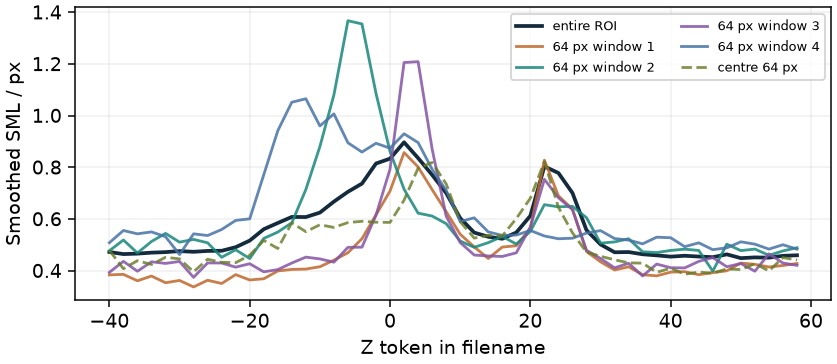 Smoothed SML / px
1.4
1.2
1.0
0.8
0.6
0.4
entire ROI
64 px window 1
64 px window 2
64 px window 3
64 px window 4
centre 64 px
−40
−20
0
20
40
60
Z token in filename